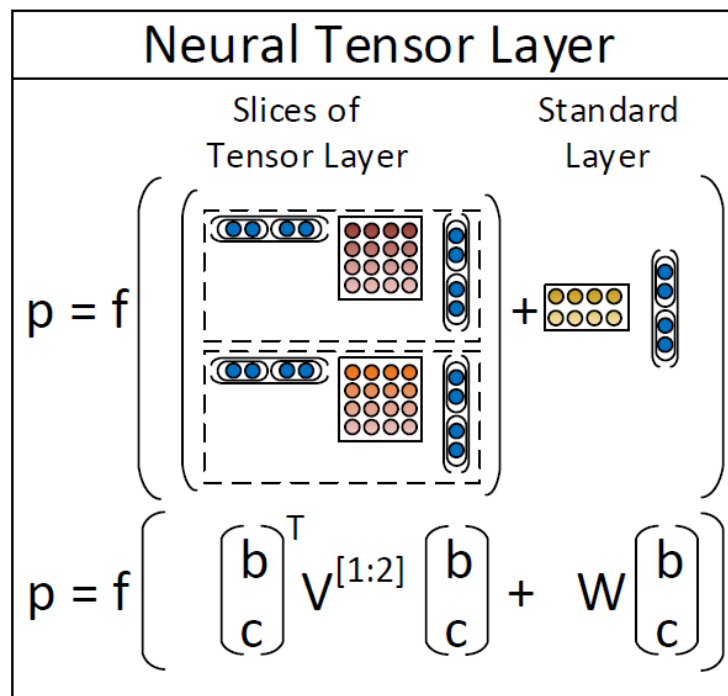 Neural Tensor Layer
Slices of Standard
Tensor Layer Layer
p = f +
p = f ( [b c]^T V^[1:2] [b c] + W [b c] )